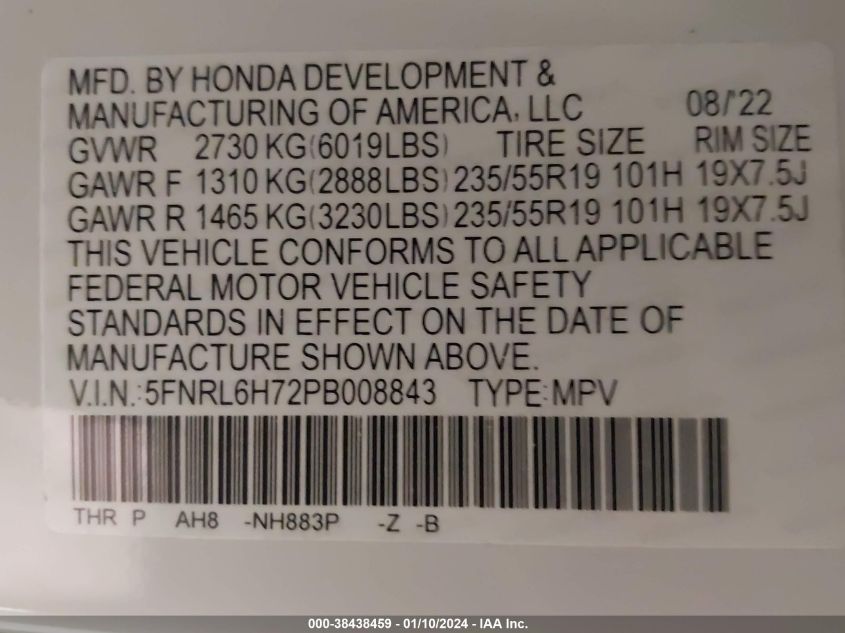 MFD. BY HONDA DEVELOPMENT &
MANUFACTURING OF AMERICA, LLC 08/'22
GVWR 2730 KG(6019LBS) TIRE SIZE RIM SIZE
GAWR F 1310 KG(2888LBS) 235/55R19 101H 19X7.5J
GAWR R 1465 KG(3230LBS) 235/55R19 101H 19X7.5J
THIS VEHICLE CONFORMS TO ALL APPLICABLE
FEDERAL MOTOR VEHICLE SAFETY
STANDARDS IN EFFECT ON THE DATE OF
MANUFACTURE SHOWN ABOVE.
V.I.N.:5FNRL6H72PB008843 TYPE:MPV
THR P AH8 -NH883P -Z -B
000-38438459 - 01/10/2024 - IAA Inc.